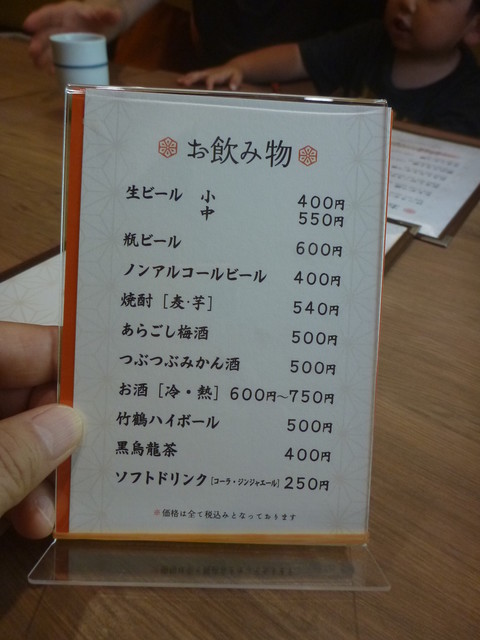 お飲み物
生ビール 小 400円
中 550円
瓶ビール 600円
ノンアルコールビール 400円
焼酎［麦・芋］ 540円
あらごし梅酒 500円
つぶつぶみかん酒 500円
お酒［冷・熱］ 600円～750円
竹鶴ハイボール 500円
黒烏龍茶 400円
ソフトドリンク［コーラ・ジンジャエール］ 250円
※価格は全て税込みとなっております